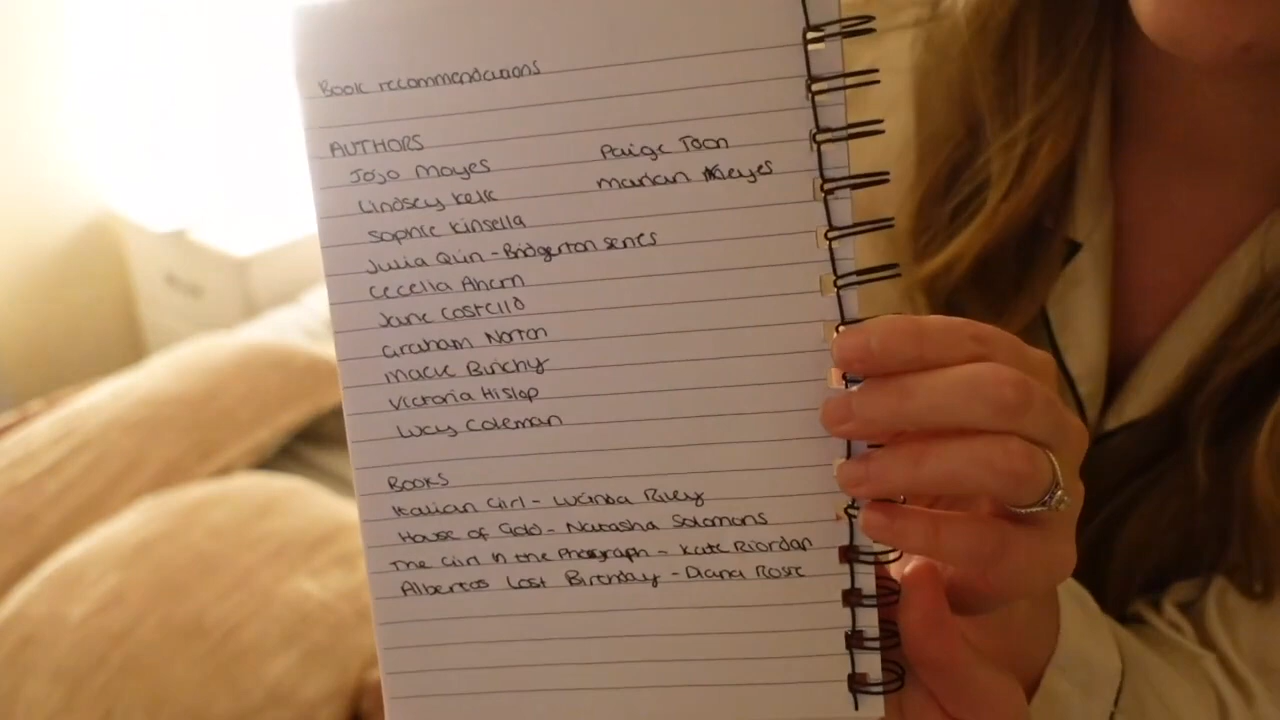 Book recommendations
AUTHORS
Jojo Moyes
Paige Toon
Lindsey Kelk
Marian Keyes
Sophie Kinsella
Julia Quin - Bridgerton series
Cecelia Ahern
Jane Costello
Graham Norton
Maeve Binchy
Victoria Hislop
Lucy Coleman
BOOKS
Italian Girl - Lucinda Riley
House of Gold - Natasha Solomons
The Girl in the Photograph - Kate Riordan
Albertos Lost Birthday - Diana Rosie